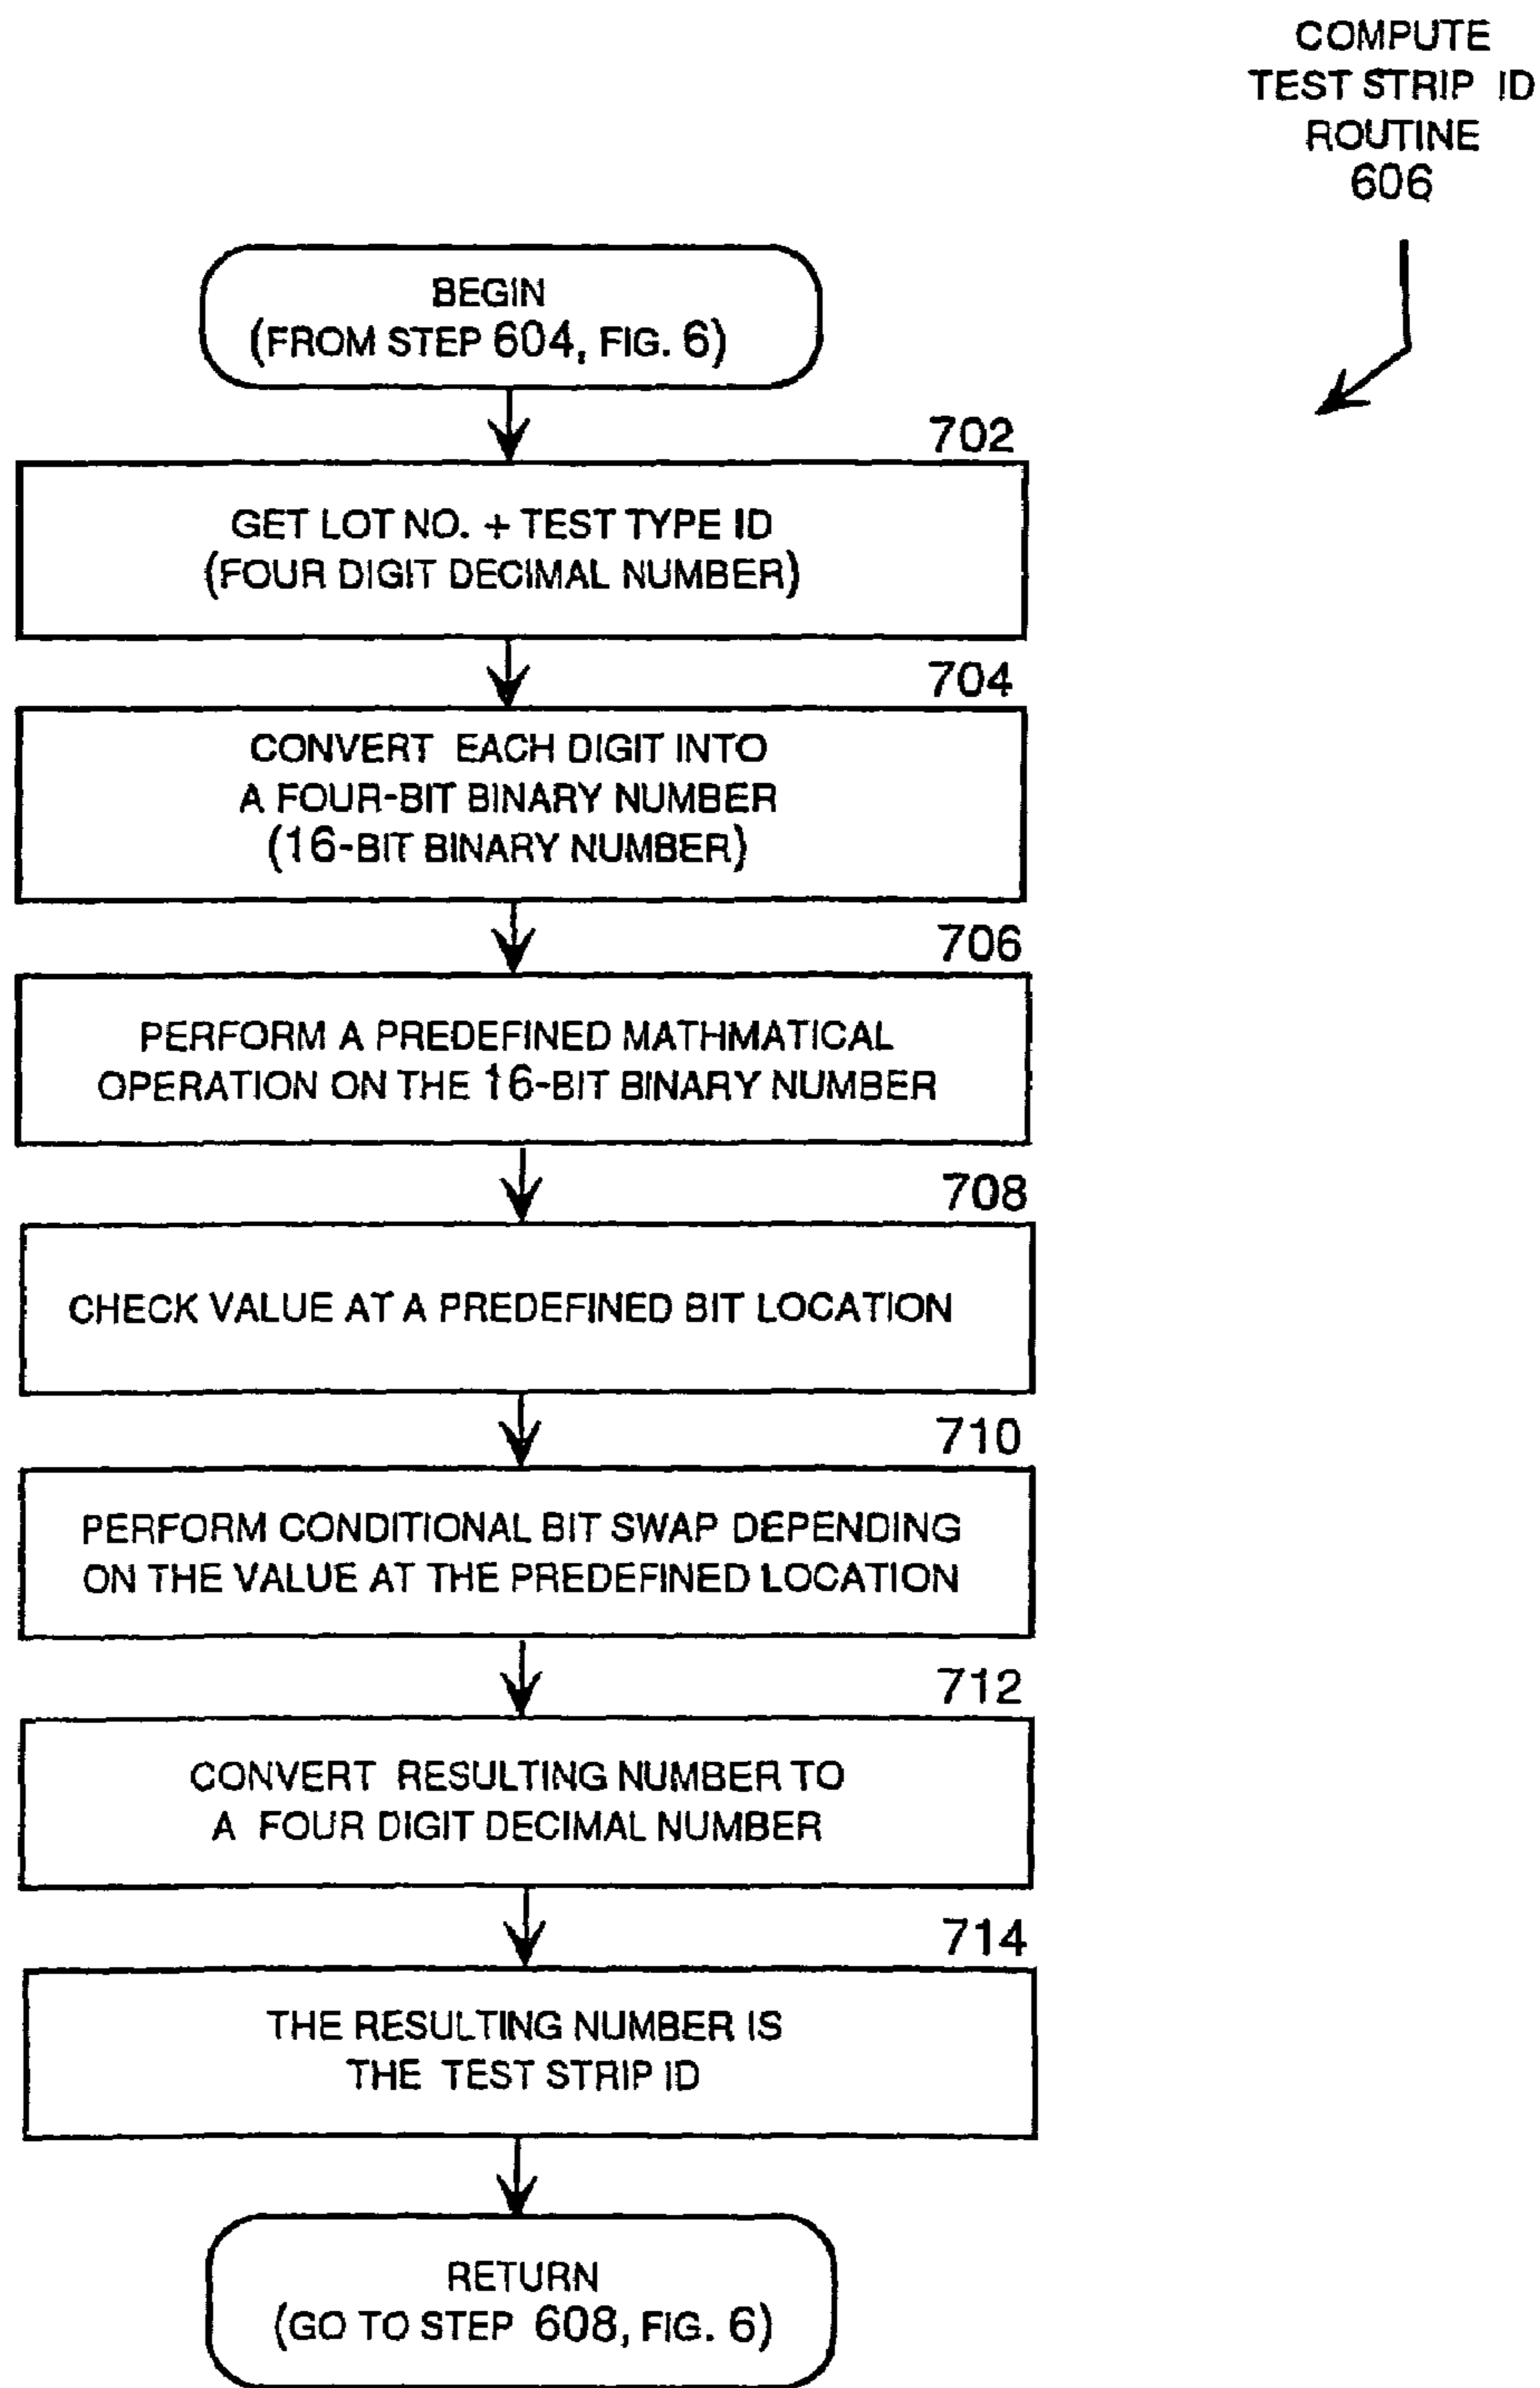 COMPUTE
TEST STRIP ID
ROUTINE
606
BEGIN
(FROM STEP 604, FIG. 6)
702
GET LOT NO. + TEST TYPE ID
(FOUR DIGIT DECIMAL NUMBER)
704
CONVERT EACH DIGIT INTO
A FOUR-BIT BINARY NUMBER
(16-BIT BINARY NUMBER)
706
PERFORM A PREDEFINED MATHMATICAL
OPERATION ON THE 16-BIT BINARY NUMBER
708
CHECK VALUE AT A PREDEFINED BIT LOCATION
710
PERFORM CONDITIONAL BIT SWAP DEPENDING
ON THE VALUE AT THE PREDEFINED LOCATION
712
CONVERT RESULTING NUMBER TO
A FOUR DIGIT DECIMAL NUMBER
714
THE RESULTING NUMBER IS
THE TEST STRIP ID
RETURN
(GO TO STEP 608, FIG. 6)